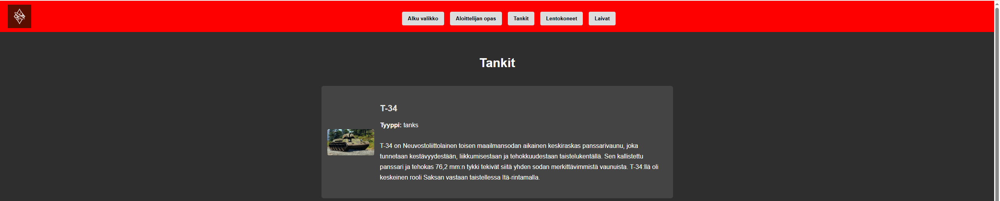 Alku valikko Aloittelijan opas Tankit Lentokoneet Laivat
Tankit
T-34
Tyyppi: tanks
T-34 on Neuvostoliittolainen toisen maailmansodan aikainen keskiraskas panssarivaunu, joka
tunnetaan kestävyydestään, liikkumisestaan ja tehokkuudestaan taistelukentällä. Sen kallistettu
panssari ja tehokas 76,2 mm:n tykki tekivät siitä yhden sodan merkittävimmistä vaunuista. T-34:llä oli
keskeinen rooli Saksan vastaan taistellessa Itä-rintamalla.